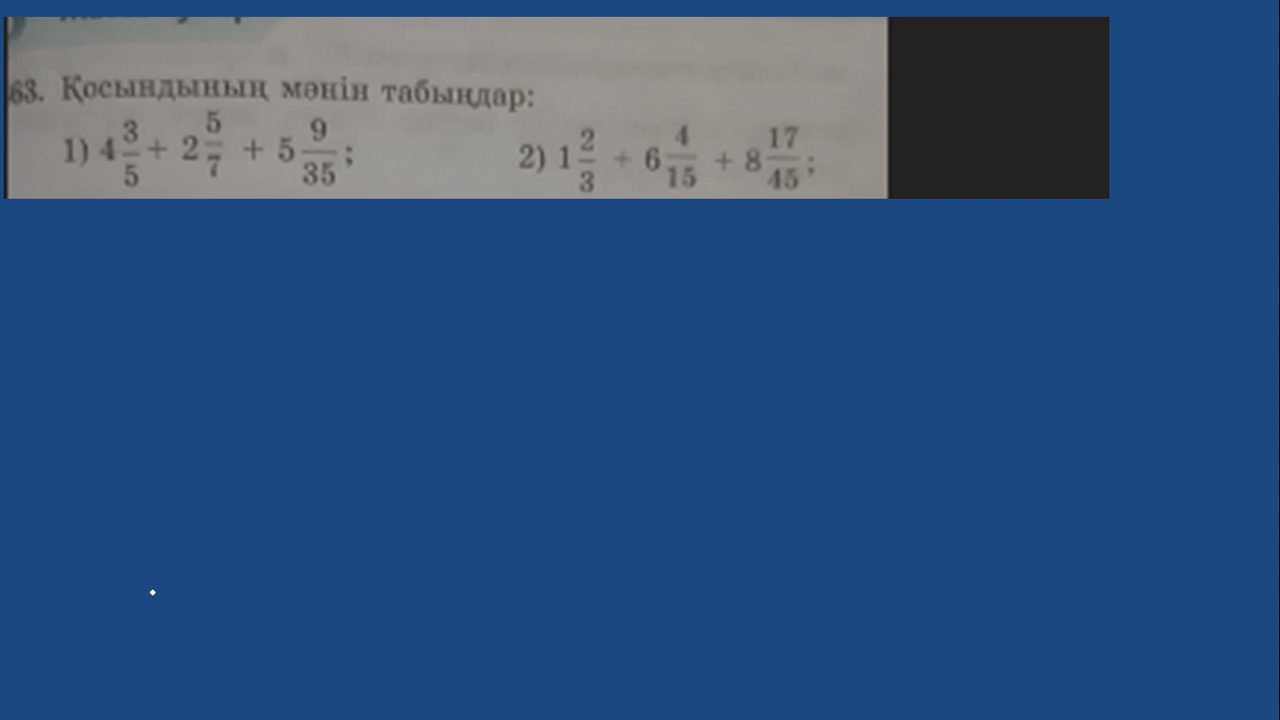 63. Қосындының мәнін табыңдар:
1) 4 3/5 + 2 5/7 + 5 9/35; 2) 1 2/3 + 6 4/15 + 8 17/45;